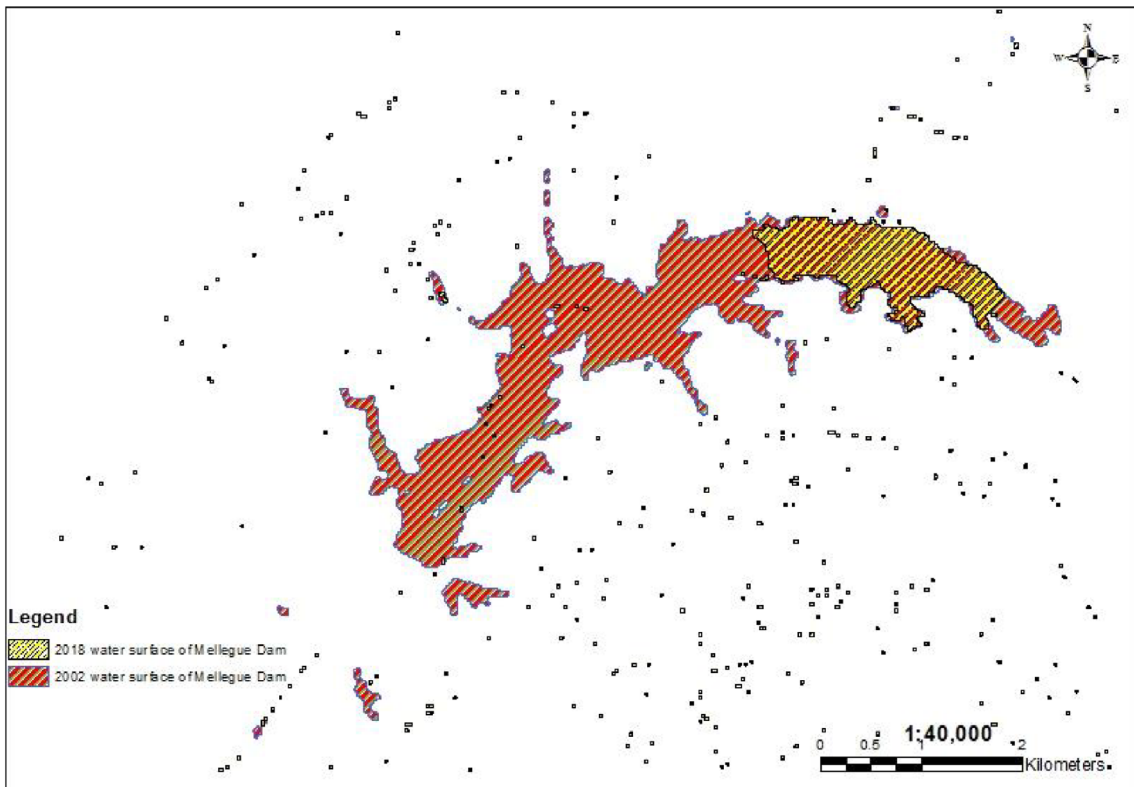 N
W E
S
Legend
2018 water surface of Mellegue Dam
2002 water surface of Mellegue Dam
1:40,000
0 0.5 1 2
Kilometers